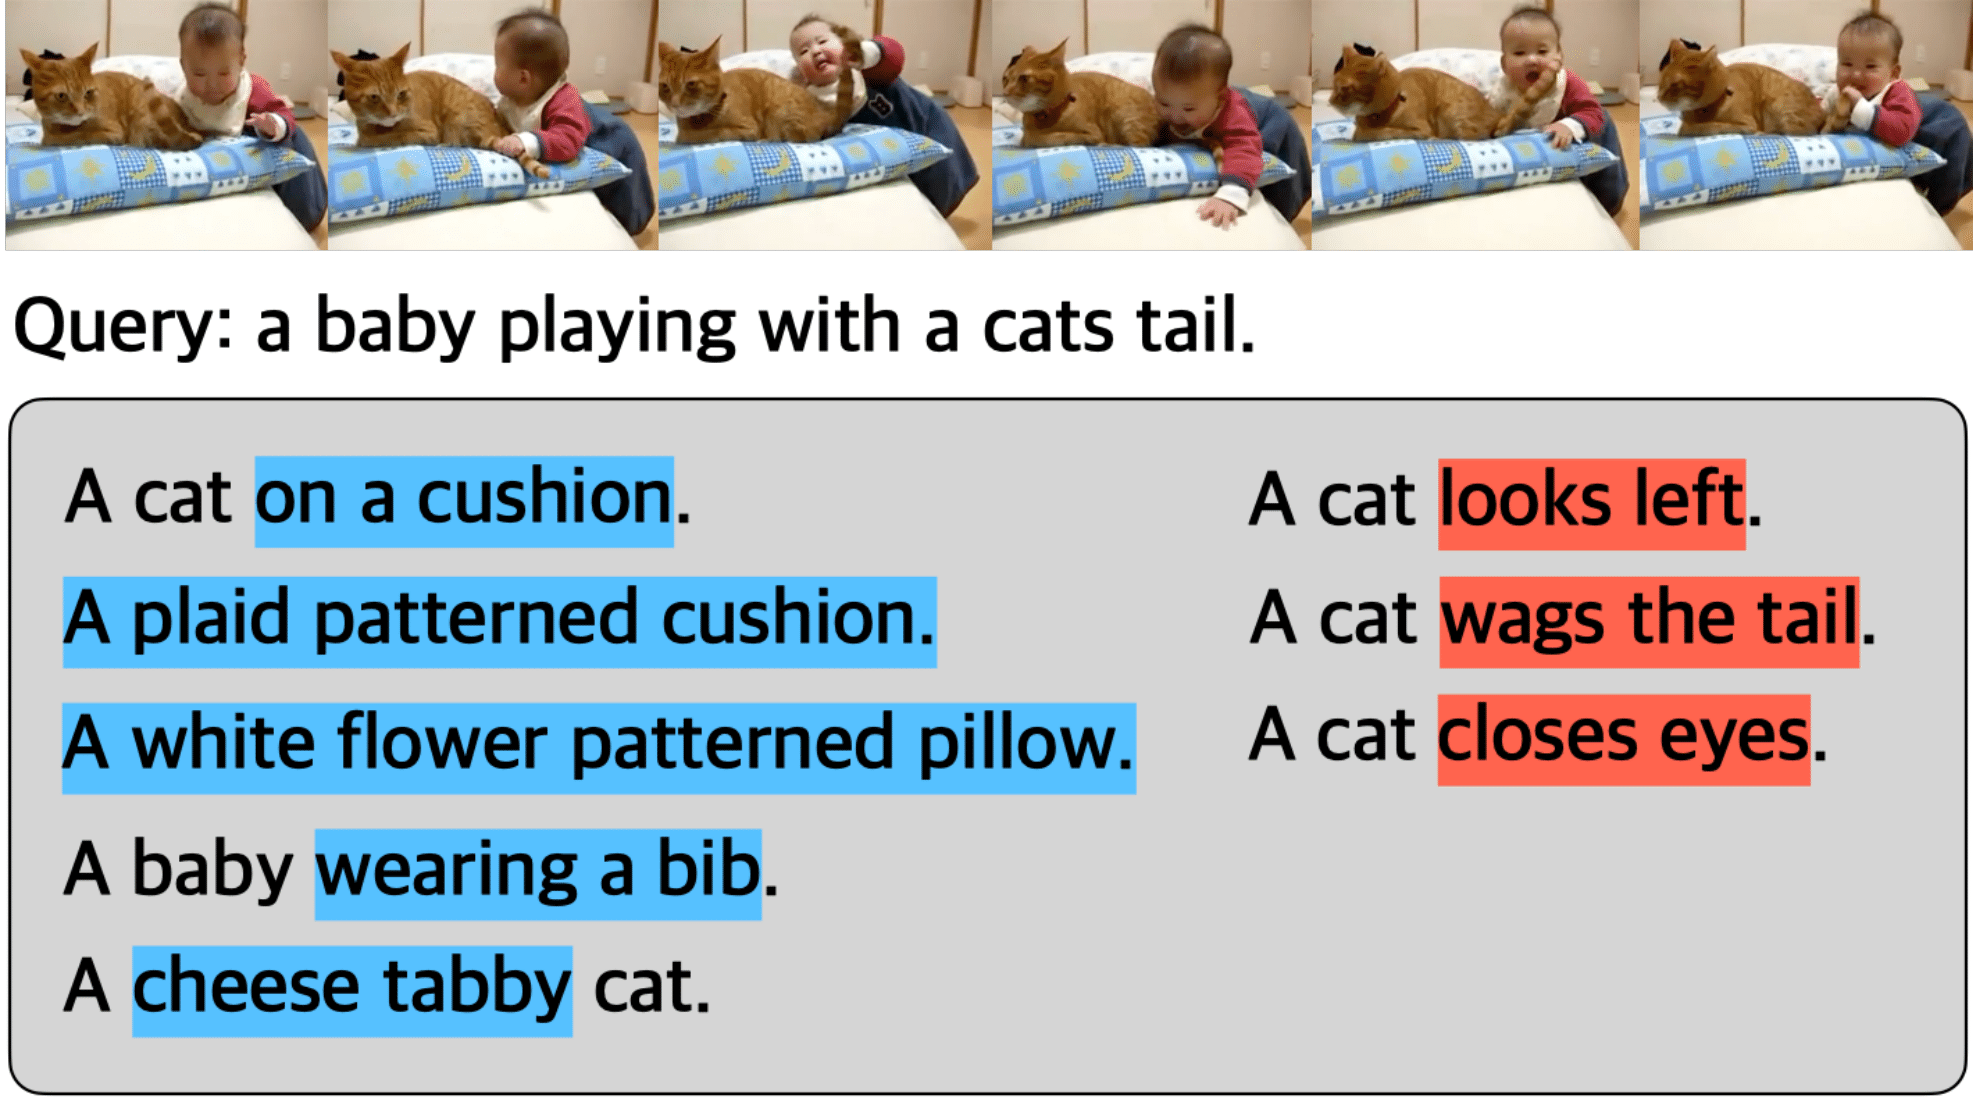 Query: a baby playing with a cats tail.
A cat on a cushion.
A plaid patterned cushion.
A white flower patterned pillow.
A baby wearing a bib.
A cheese tabby cat.
A cat looks left.
A cat wags the tail.
A cat closes eyes.